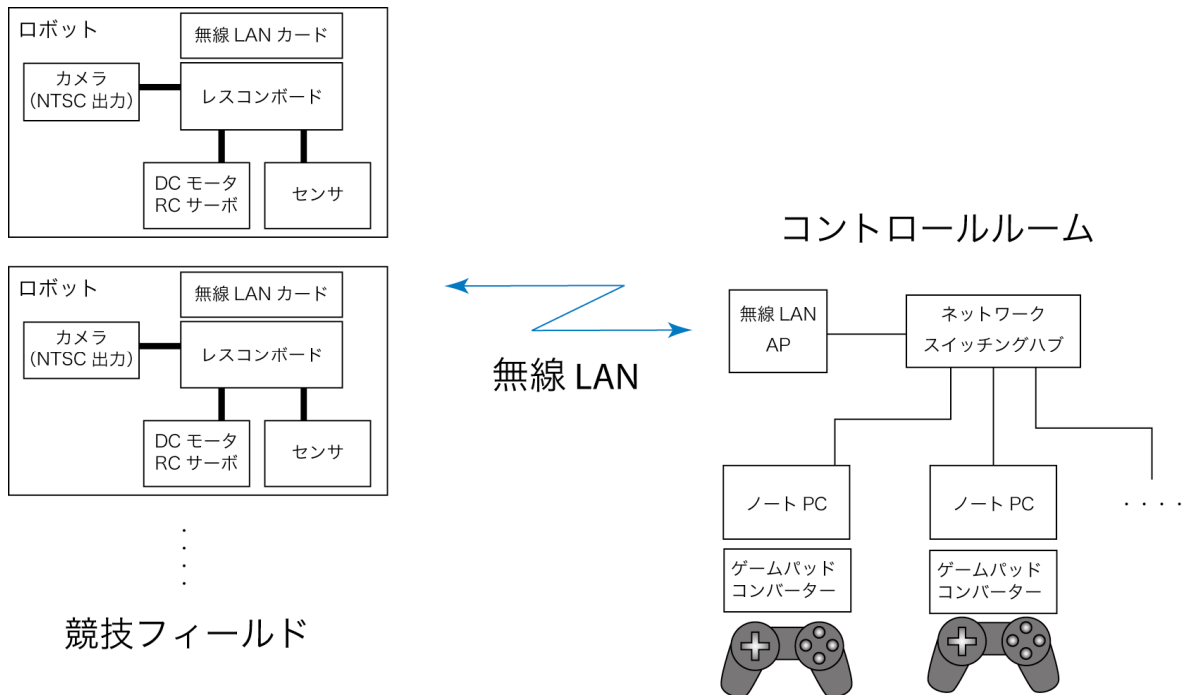 ロボット
無線 LAN カード
カメラ
(NTSC 出力)
レスコンボード
DC モータ
RC サーボ
センサ
ロボット
無線 LAN カード
カメラ
(NTSC 出力)
レスコンボード
DC モータ
RC サーボ
センサ
・・・・
競技フィールド
無線 LAN
コントロールルーム
無線 LAN
AP
ネットワーク
スイッチングハブ
ノート PC
ノート PC
・・・・
ゲームパッド
コンバーター
ゲームパッド
コンバーター